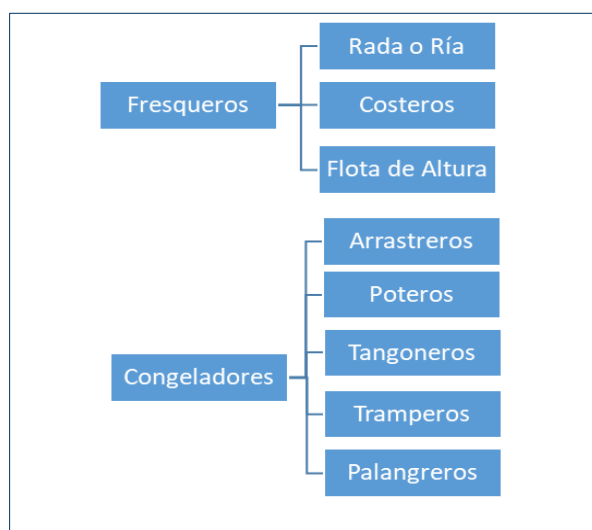 Fresqueros
Rada o Ría
Costeros
Flota de Altura
Congeladores
Arrastreros
Poteros
Tangoneros
Tramperos
Palangreros